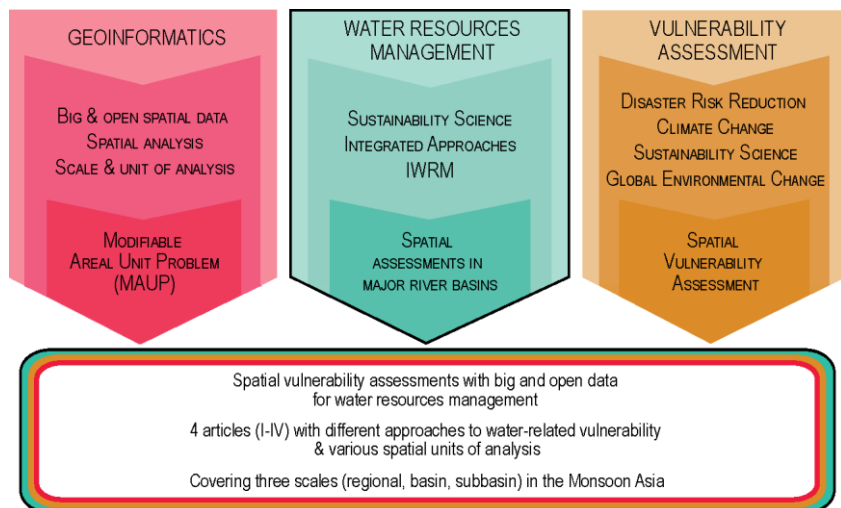 GEOINFORMATICS
BIG & OPEN SPATIAL DATA
SPATIAL ANALYSIS
SCALE & UNIT OF ANALYSIS
MODIFIABLE
AREAL UNIT PROBLEM
(MAUP)
WATER RESOURCES
MANAGEMENT
SUSTAINABILITY SCIENCE
INTEGRATED APPROACHES
IWRM
SPATIAL
ASSESSMENTS IN
MAJOR RIVER BASINS
VULNERABILITY
ASSESSMENT
DISASTER RISK REDUCTION
CLIMATE CHANGE
SUSTAINABILITY SCIENCE
GLOBAL ENVIRONMENTAL CHANGE
SPATIAL
VULNERABILITY
ASSESSMENT
Spatial vulnerability assessments with big and open data
for water resources management
4 articles (I-IV) with different approaches to water-related vulnerability
& various spatial units of analysis
Covering three scales (regional, basin, subbasin) in the Monsoon Asia